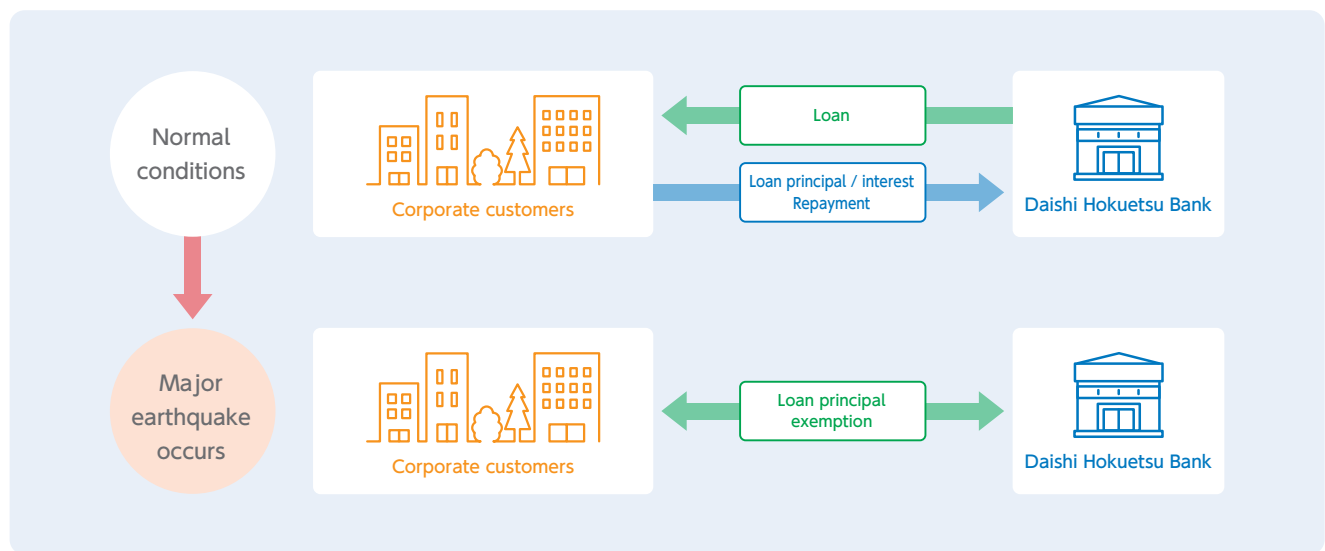 Normal
conditions
Corporate customers
Loan
Loan principal / interest
Repayment
Daishi Hokuetsu Bank
Major
earthquake
occurs
Corporate customers
Loan principal
exemption
Daishi Hokuetsu Bank